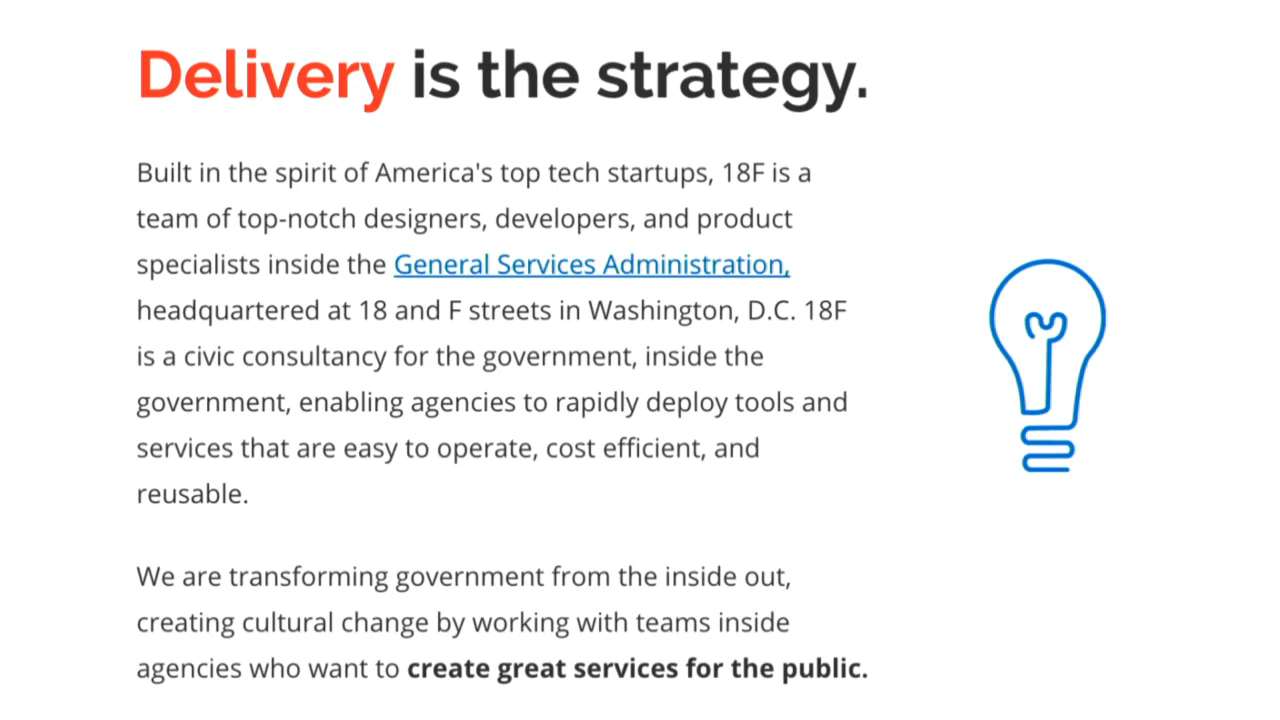 Delivery is the strategy.
Built in the spirit of America's top tech startups, 18F is a
team of top-notch designers, developers, and product
specialists inside the General Services Administration,
headquartered at 18 and F streets in Washington, D.C. 18F
is a civic consultancy for the government, inside the
government, enabling agencies to rapidly deploy tools and
services that are easy to operate, cost efficient, and
reusable.
We are transforming government from the inside out,
creating cultural change by working with teams inside
agencies who want to create great services for the public.